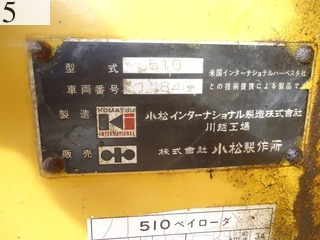 5
型式 510
米国インターナショナルハーベスタ社
車両番号
との技術提携による製品で
製造 KOMATSU Ki INTERNATIONAL 小松インターナショナル製造株式会社
川越工場
販売 株式会社 小松製作所
510ペイローダ
34